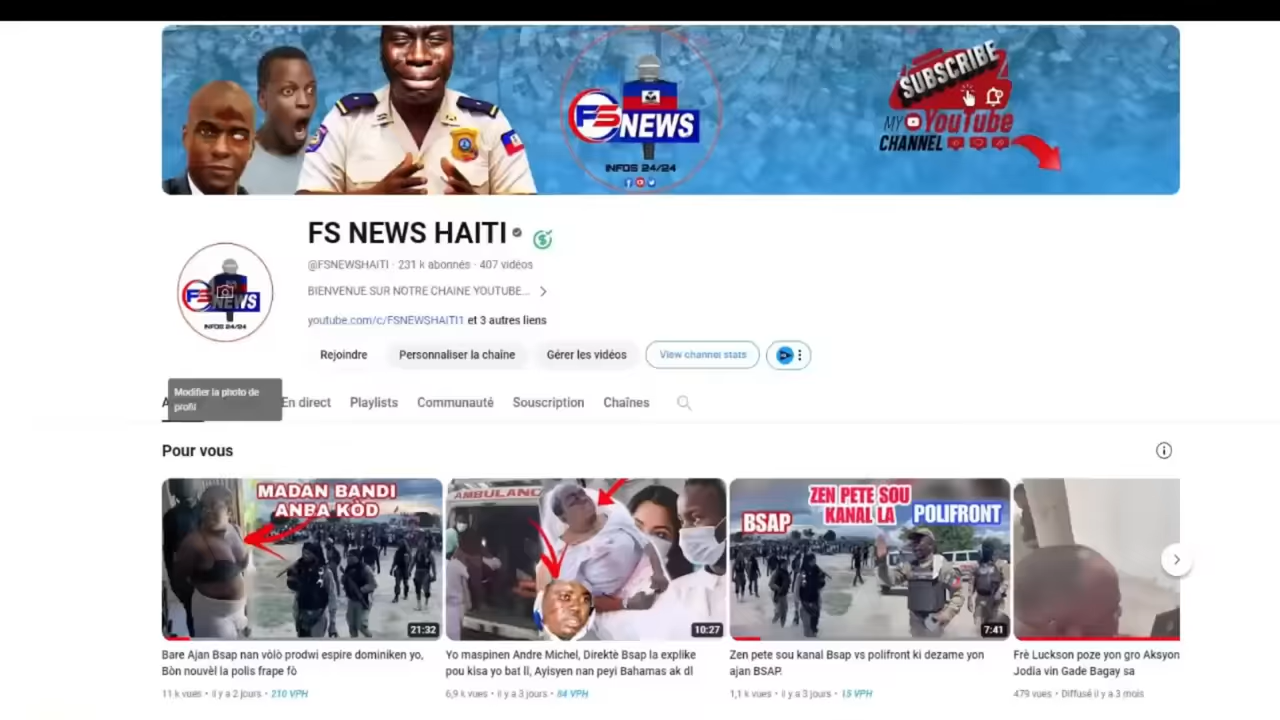 SUBSCRIBE
MY YouTube
CHANNEL
FS NEWS
INFOS 24/24
FS NEWS HAITI
@FSNEWSHAITI · 231 k abonnés · 407 vidéos
BIENVENUE SUR NOTRE CHAINE YOUTUBE...
youtube.com/c/FSNEWSHAITI1 et 3 autres liens
FS NEWS
INFOS 24/24
Rejoindre
Personnaliser la chaîne
Gérer les vidéos
View channel stats
Modifier la photo de
profil
En direct
Playlists
Communauté
Souscription
Chaînes
Pour vous
MADAN BANDI
ANBA KÒD
21:32
AMBULANC
10:27
ZEN PETE SOU
KANAL LA
BSAP
POLIFRONT
7:41
Bare Ajan Bsap nan vòlò prodwi espire dominiken yo,
Bòn nouvèl la polis frape fò
11 k vues • il y a 2 jours • 210 VPH
Yo maspinen Andre Michel, Direktè Bsap la explike
pou kisa yo bat li, Ayisyen nan peyi Bahamas ak dl
6,9 k vues • il y a 3 jours • 84 VPH
Zen pete sou kanal Bsap vs polifront ki dezame yon
ajan BSAP.
1,1 k vues • il y a 3 jours • 15 VPH
Frè Luckson poze yon gro Aksyon
Jodia vin Gade Bagay sa
479 vues • Diffusé il y a 3 mois